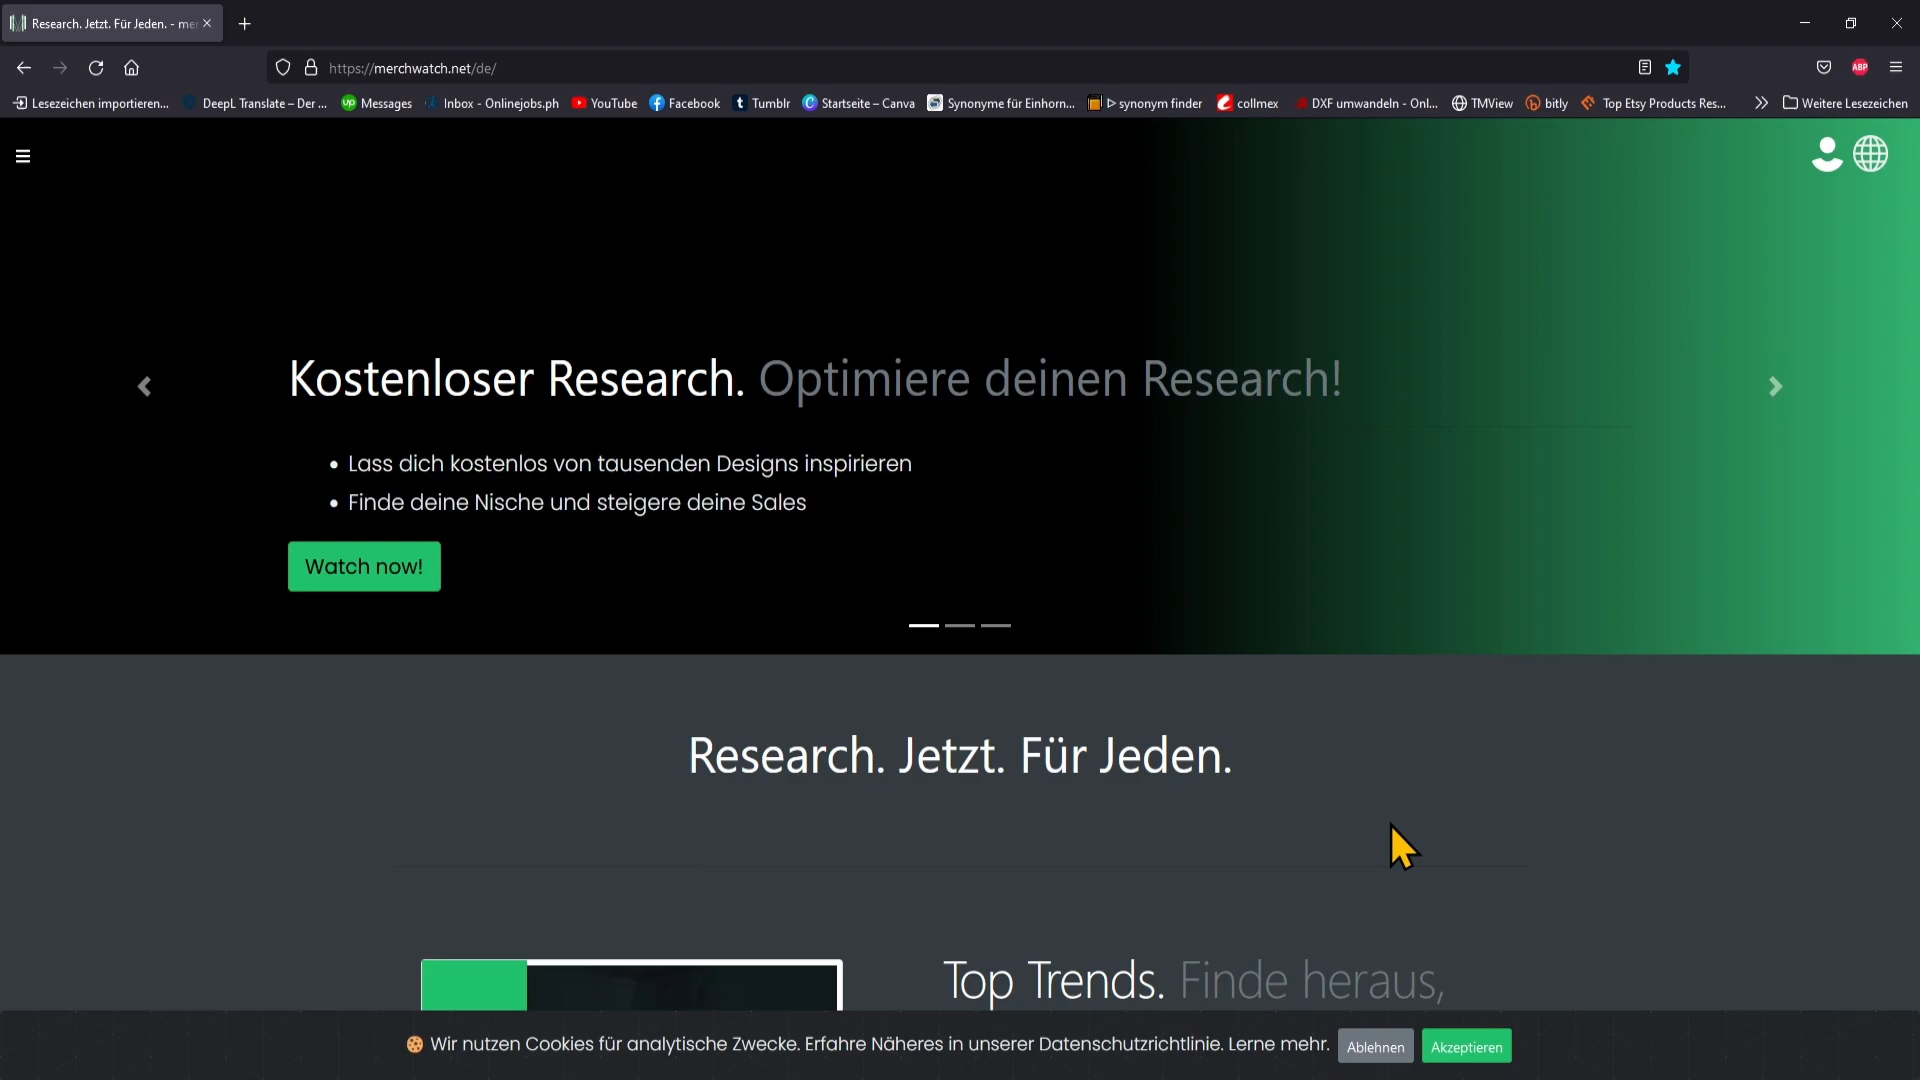 Research. Jetzt. Für Jeden. - me
https://merchwatch.net/de/
ABP
Lesezeichen importieren... DeepL Translate – Der ... up Messages Inbox - Onlinejobs.ph YouTube Facebook t Tumblr Startseite – Canva Synonyme für Einhorn... synonym finder collmex DXF umwandeln - Onl... TMView bitly Top Etsy Products Res... Weitere Lesezeichen
Kostenloser Research. Optimiere deinen Research!
• Lass dich kostenlos von tausenden Designs inspirieren
• Finde deine Nische und steigere deine Sales
Watch now!
Research. Jetzt. Für Jeden.
Top Trends. Finde heraus,
Wir nutzen Cookies für analytische Zwecke. Erfahre Näheres in unserer Datenschutzrichtlinie. Lerne mehr. Ablehnen Akzeptieren